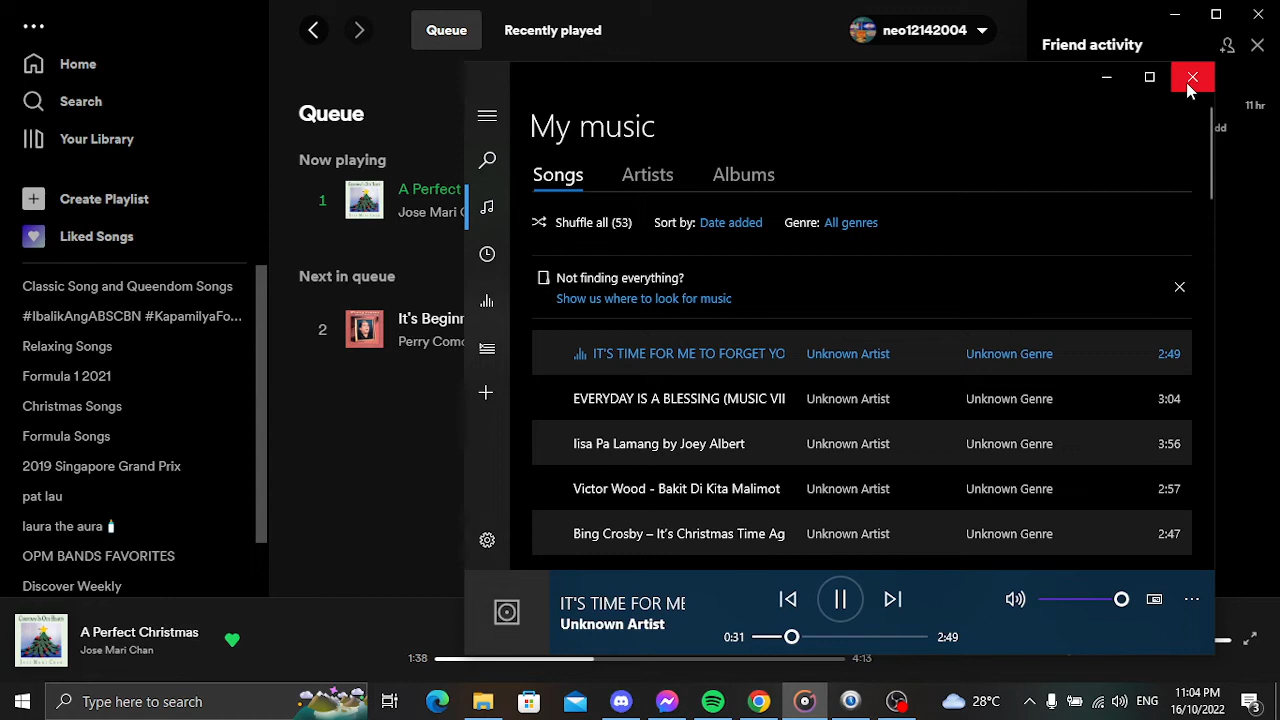 Home
Search
Your Library
Create Playlist
Liked Songs
Classic Song and Queendom Songs
#IbalikAngABSCBN #KapamilyaFo...
Relaxing Songs
Formula 1 2021
Christmas Songs
Formula Songs
2019 Singapore Grand Prix
pat lau
laura the aura
OPM BANDS FAVORITES
Discover Weekly
Queue
Recently played
neo12142004
Friend activity
11 hr
dd
Queue
Now playing
1
A Perfect
Jose Mari C
Next in queue
2
It's Beginn
Perry Como
My music
Songs Artists Albums
Shuffle all (53) Sort by: Date added Genre: All genres
Not finding everything?
Show us where to look for music
IT'S TIME FOR ME TO FORGET YO Unknown Artist Unknown Genre 2:49
EVERYDAY IS A BLESSING (MUSIC VII Unknown Artist Unknown Genre 3:04
Iisa Pa Lamang by Joey Albert Unknown Artist Unknown Genre 3:56
Victor Wood - Bakit Di Kita Malimot Unknown Artist Unknown Genre 2:57
Bing Crosby – It's Christmas Time Ag Unknown Artist Unknown Genre 2:47
IT'S TIME FOR ME
Unknown Artist
0:31 2:49
A Perfect Christmas
Jose Mari Chan
1:38 4:13
Type here to search
28°C
ENG
11:04 PM
16/10/2022
3